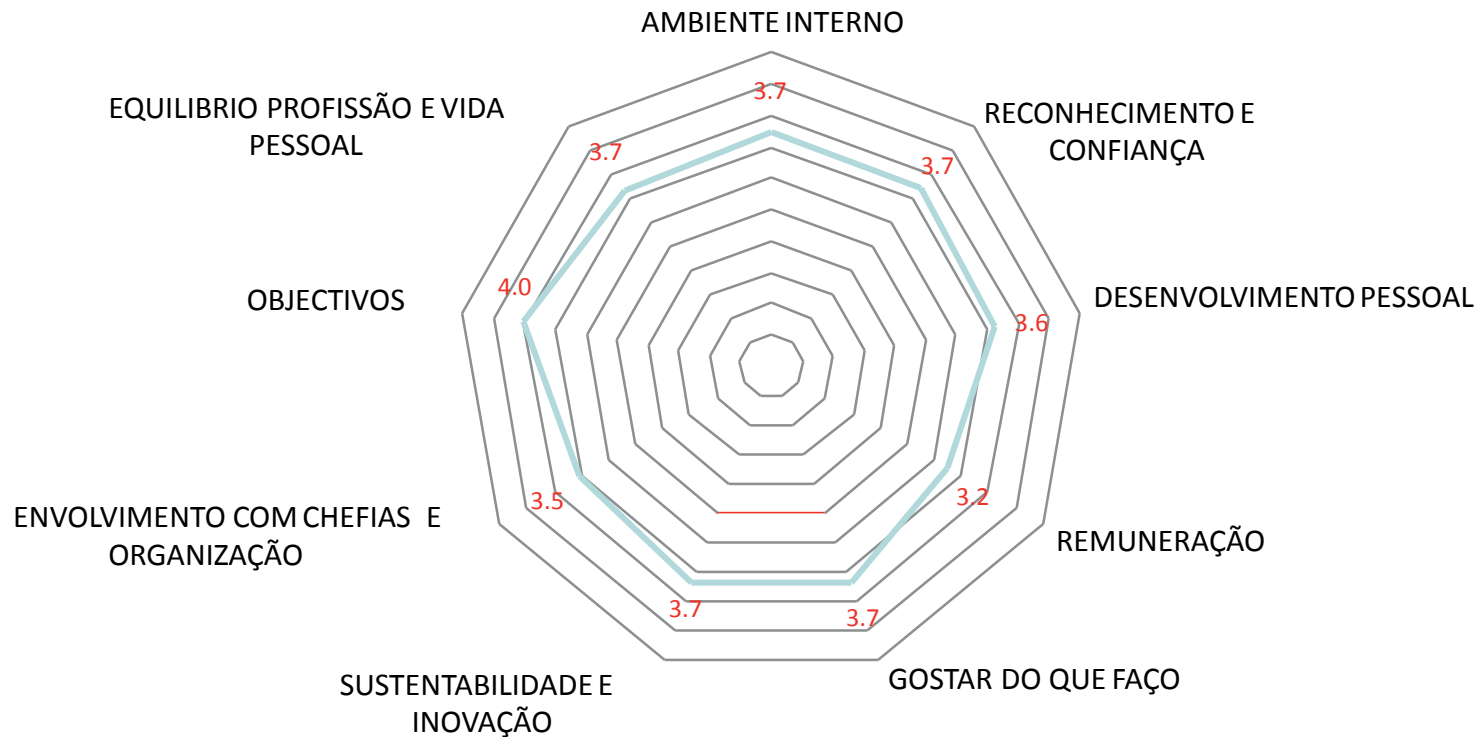 AMBIENTE INTERNO
3.7
RECONHECIMENTO E
CONFIANÇA
3.7
DESENVOLVIMENTO PESSOAL
3.6
REMUNERAÇÃO
3.2
GOSTAR DO QUE FAÇO
3.7
SUSTENTABILIDADE E
INOVAÇÃO
3.7
ENVOLVIMENTO COM CHEFIAS E
ORGANIZAÇÃO
3.5
OBJECTIVOS
4.0
EQUILIBRIO PROFISSÃO E VIDA
PESSOAL
3.7